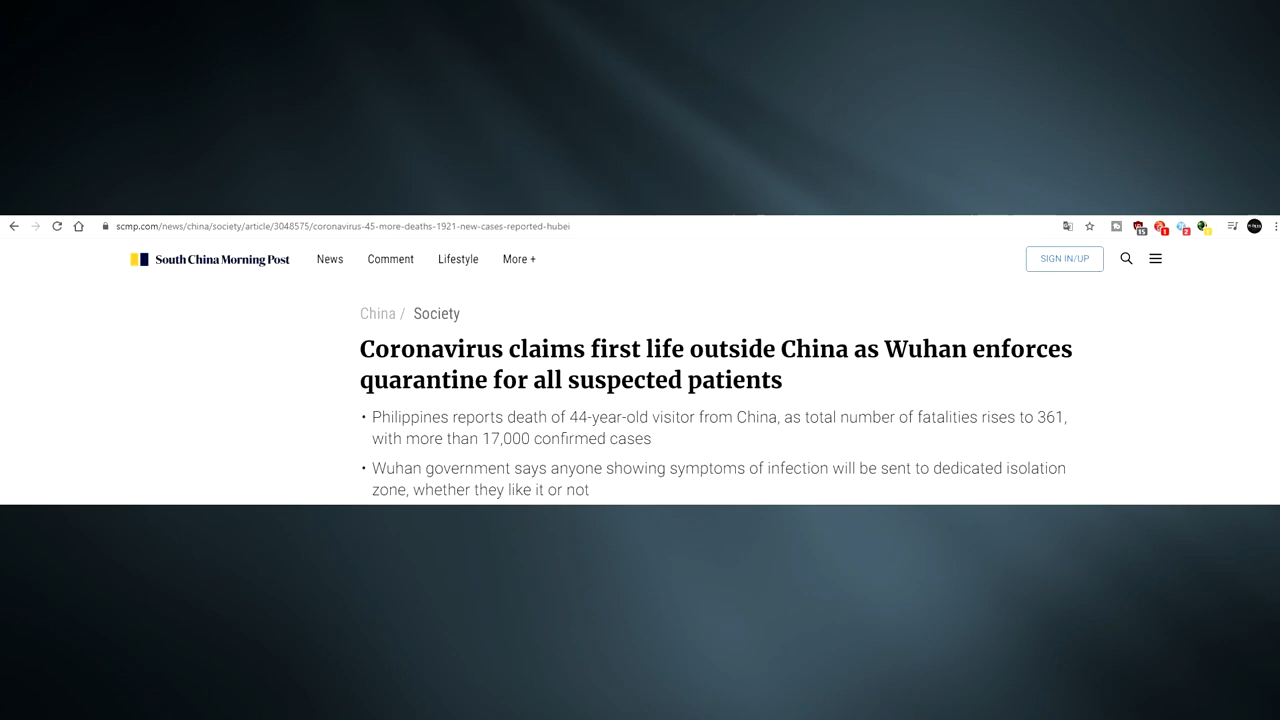 scmp.com/news/china/society/article/3048575/coronavirus-45-more-deaths-1921-new-cases-reported-hubei
South China Morning Post News Comment Lifestyle More + SIGN IN/UP
China / Society
Coronavirus claims first life outside China as Wuhan enforces
quarantine for all suspected patients
• Philippines reports death of 44-year-old visitor from China, as total number of fatalities rises to 361,
with more than 17,000 confirmed cases
• Wuhan government says anyone showing symptoms of infection will be sent to dedicated isolation
zone, whether they like it or not